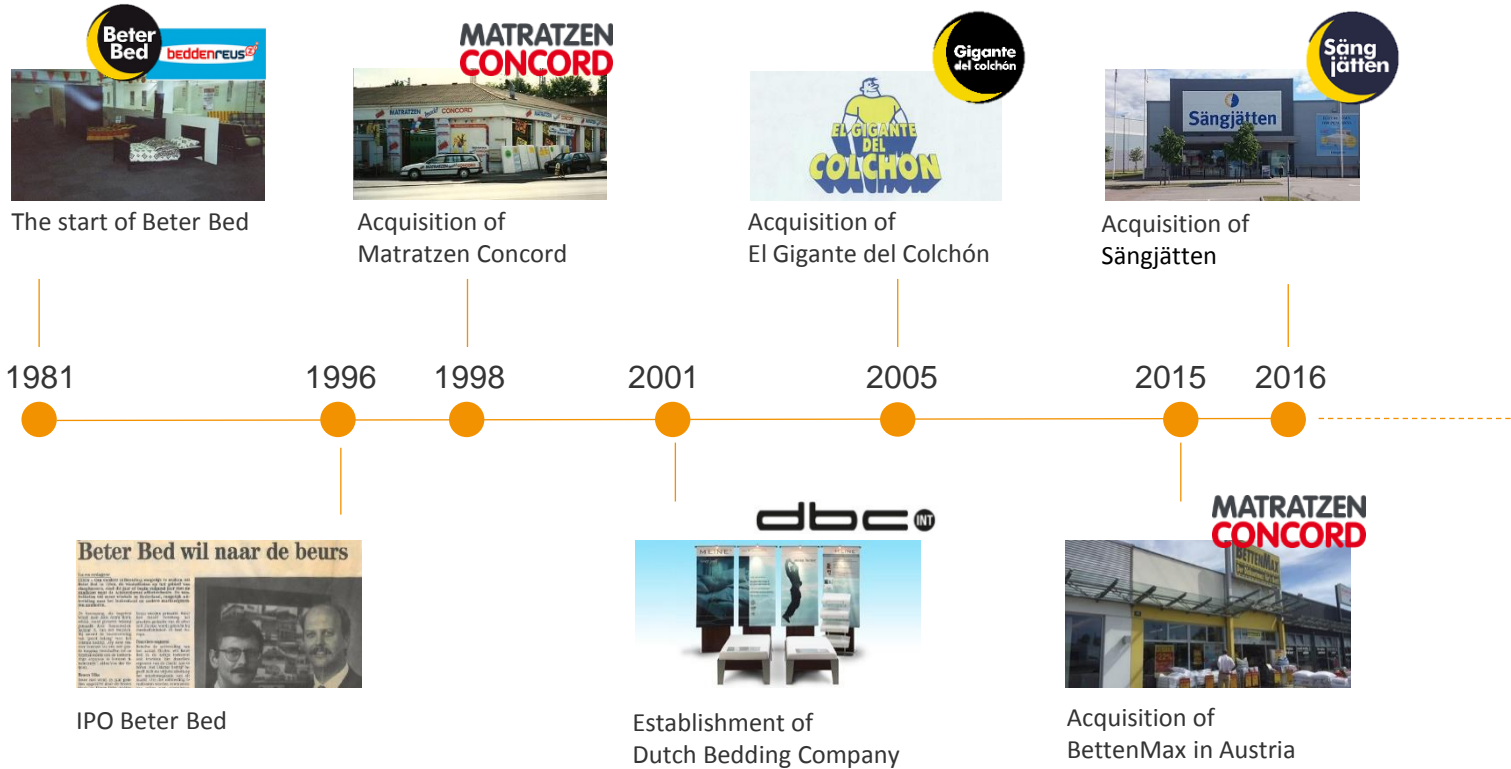 Beter
Bed
beddenreus
MATRATZEN
CONCORD
Gigante
del colchón
Säng
jätten
MATRATZEN CONCORD
EL GIGANTE
DEL
COLCHON
Sängjätten
The start of Beter Bed
Acquisition of
Matratzen Concord
Acquisition of
El Gigante del Colchón
Acquisition of
Sängjätten
1981
1996
1998
2001
2005
2015
2016
Beter Bed wil naar de beurs
dbc INT
MEINE
MATRATZEN
CONCORD
BETTENMAX
IPO Beter Bed
Establishment of
Dutch Bedding Company
Acquisition of
BettenMax in Austria